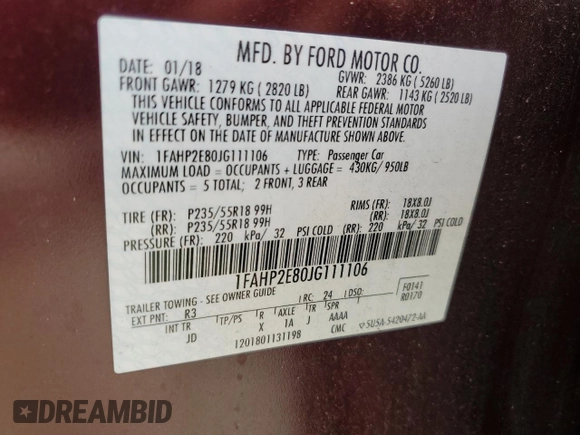 MFD. BY FORD MOTOR CO.
DATE: 01/18 GVWR: 2386 KG ( 5260 LB)
FRONT GAWR: 1279 KG ( 2820 LB) REAR GAWR: 1143 KG ( 2520 LB)
THIS VEHICLE CONFORMS TO ALL APPLICABLE FEDERAL MOTOR
VEHICLE SAFETY, BUMPER, AND THEFT PREVENTION STANDARDS
IN EFFECT ON THE DATE OF MANUFACTURE SHOWN ABOVE.
VIN: 1FAHP2E80JG111106 TYPE: Passenger Car
MAXIMUM LOAD = OCCUPANTS + LUGGAGE = 430KG/ 950LB
OCCUPANTS = 5 TOTAL; 2 FRONT, 3 REAR
TIRE (FR): P235/55R18 99H RIMS (FR): 18X8.0J
(RR): P235/55R18 99H (RR): 18X8.0J
PRESSURE (FR): 220 kPa/ 32 PSI COLD (RR): 220 kPa/ 32 PSI COLD
1FAHP2E80JG111106
TRAILER TOWING - SEE OWNER GUIDE
EXT PNT: R3 RC: 24 DSO: F0141
R0170
INT TR TP/PS R AXLE TR SPR
JD X 1A J AAAA
1201801131198 CMC 5U5A-5420472-AA
DREAMBID